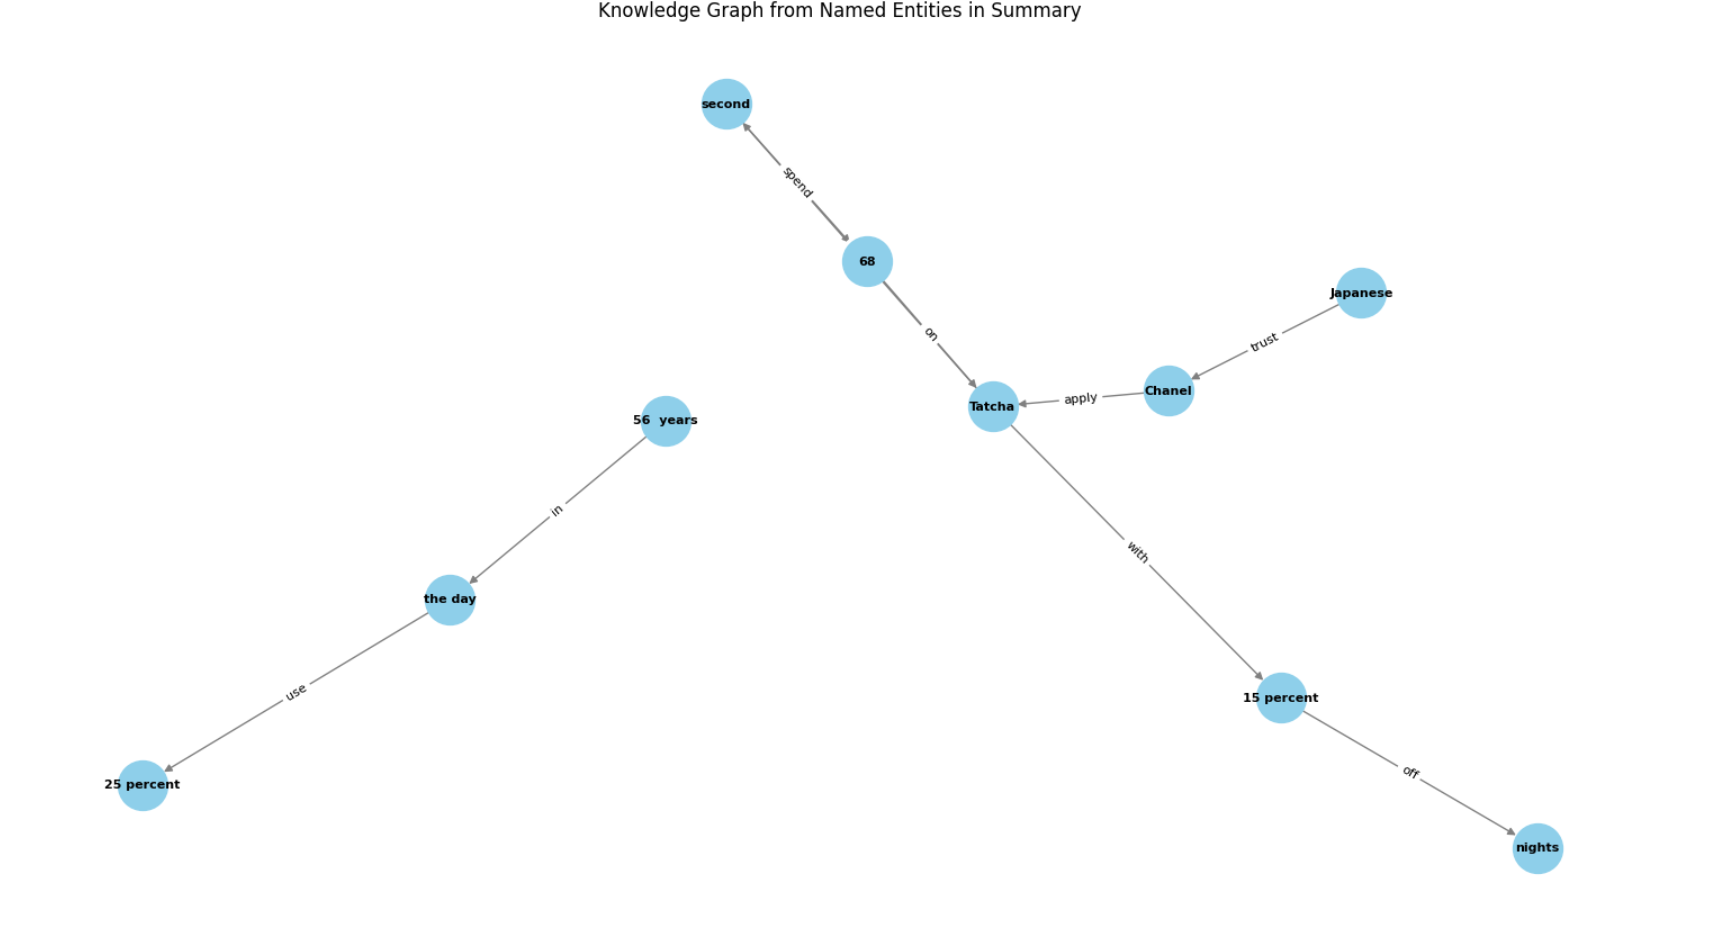 Knowledge Graph from Named Entities in Summary
second
spend
68
Japanese
on
trust
Chanel
apply
Tatcha
56  years
in
with
the day
use
15 percent
off
25 percent
nights